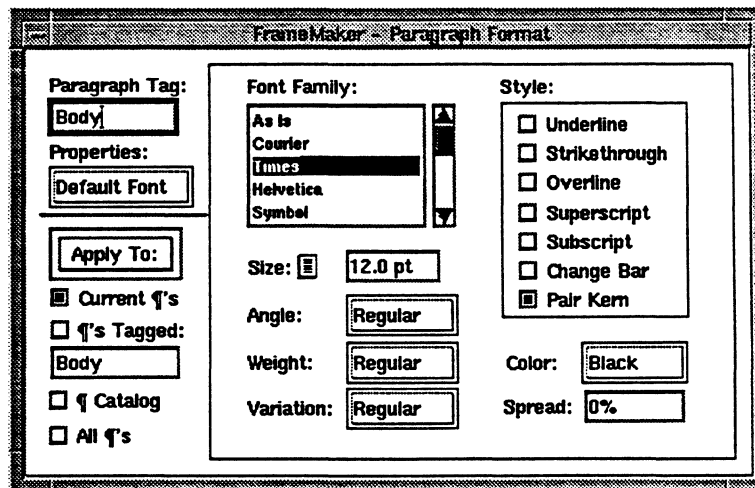 FrameMaker - Paragraph Format
Paragraph Tag:
Body
Properties:
Default Font
Apply To:
Current ¶'s
¶'s Tagged:
Body
¶ Catalog
All ¶'s
Font Family:
As Is
Courier
Times
Helvetica
Symbol
Size: 12.0 pt
Angle: Regular
Weight: Regular
Variation: Regular
Style:
Underline
Strikethrough
Overline
Superscript
Subscript
Change Bar
Pair Kern
Color: Black
Spread: 0%